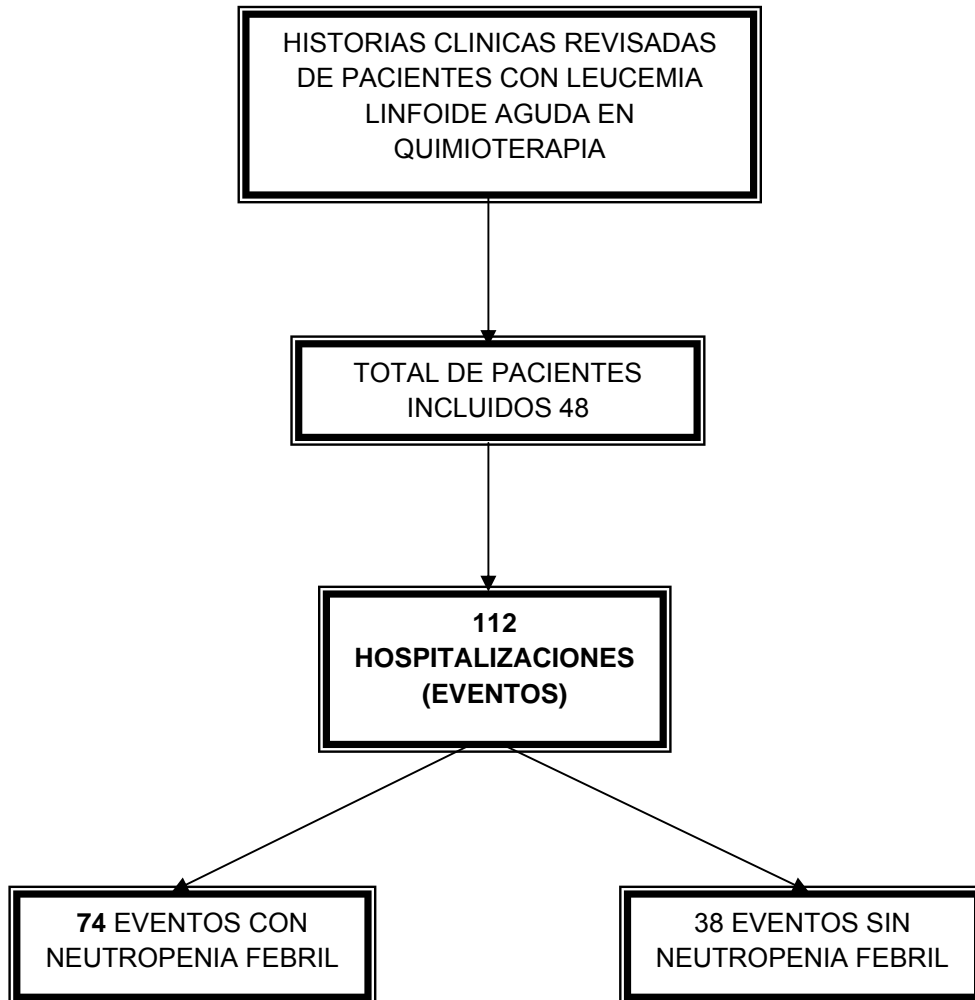 HISTORIAS CLINICAS REVISADAS
DE PACIENTES CON LEUCEMIA
LINFOIDE AGUDA EN
QUIMIOTERAPIA
TOTAL DE PACIENTES
INCLUIDOS 48
112
HOSPITALIZACIONES
(EVENTOS)
74 EVENTOS CON
NEUTROPENIA FEBRIL
38 EVENTOS SIN
NEUTROPENIA FEBRIL